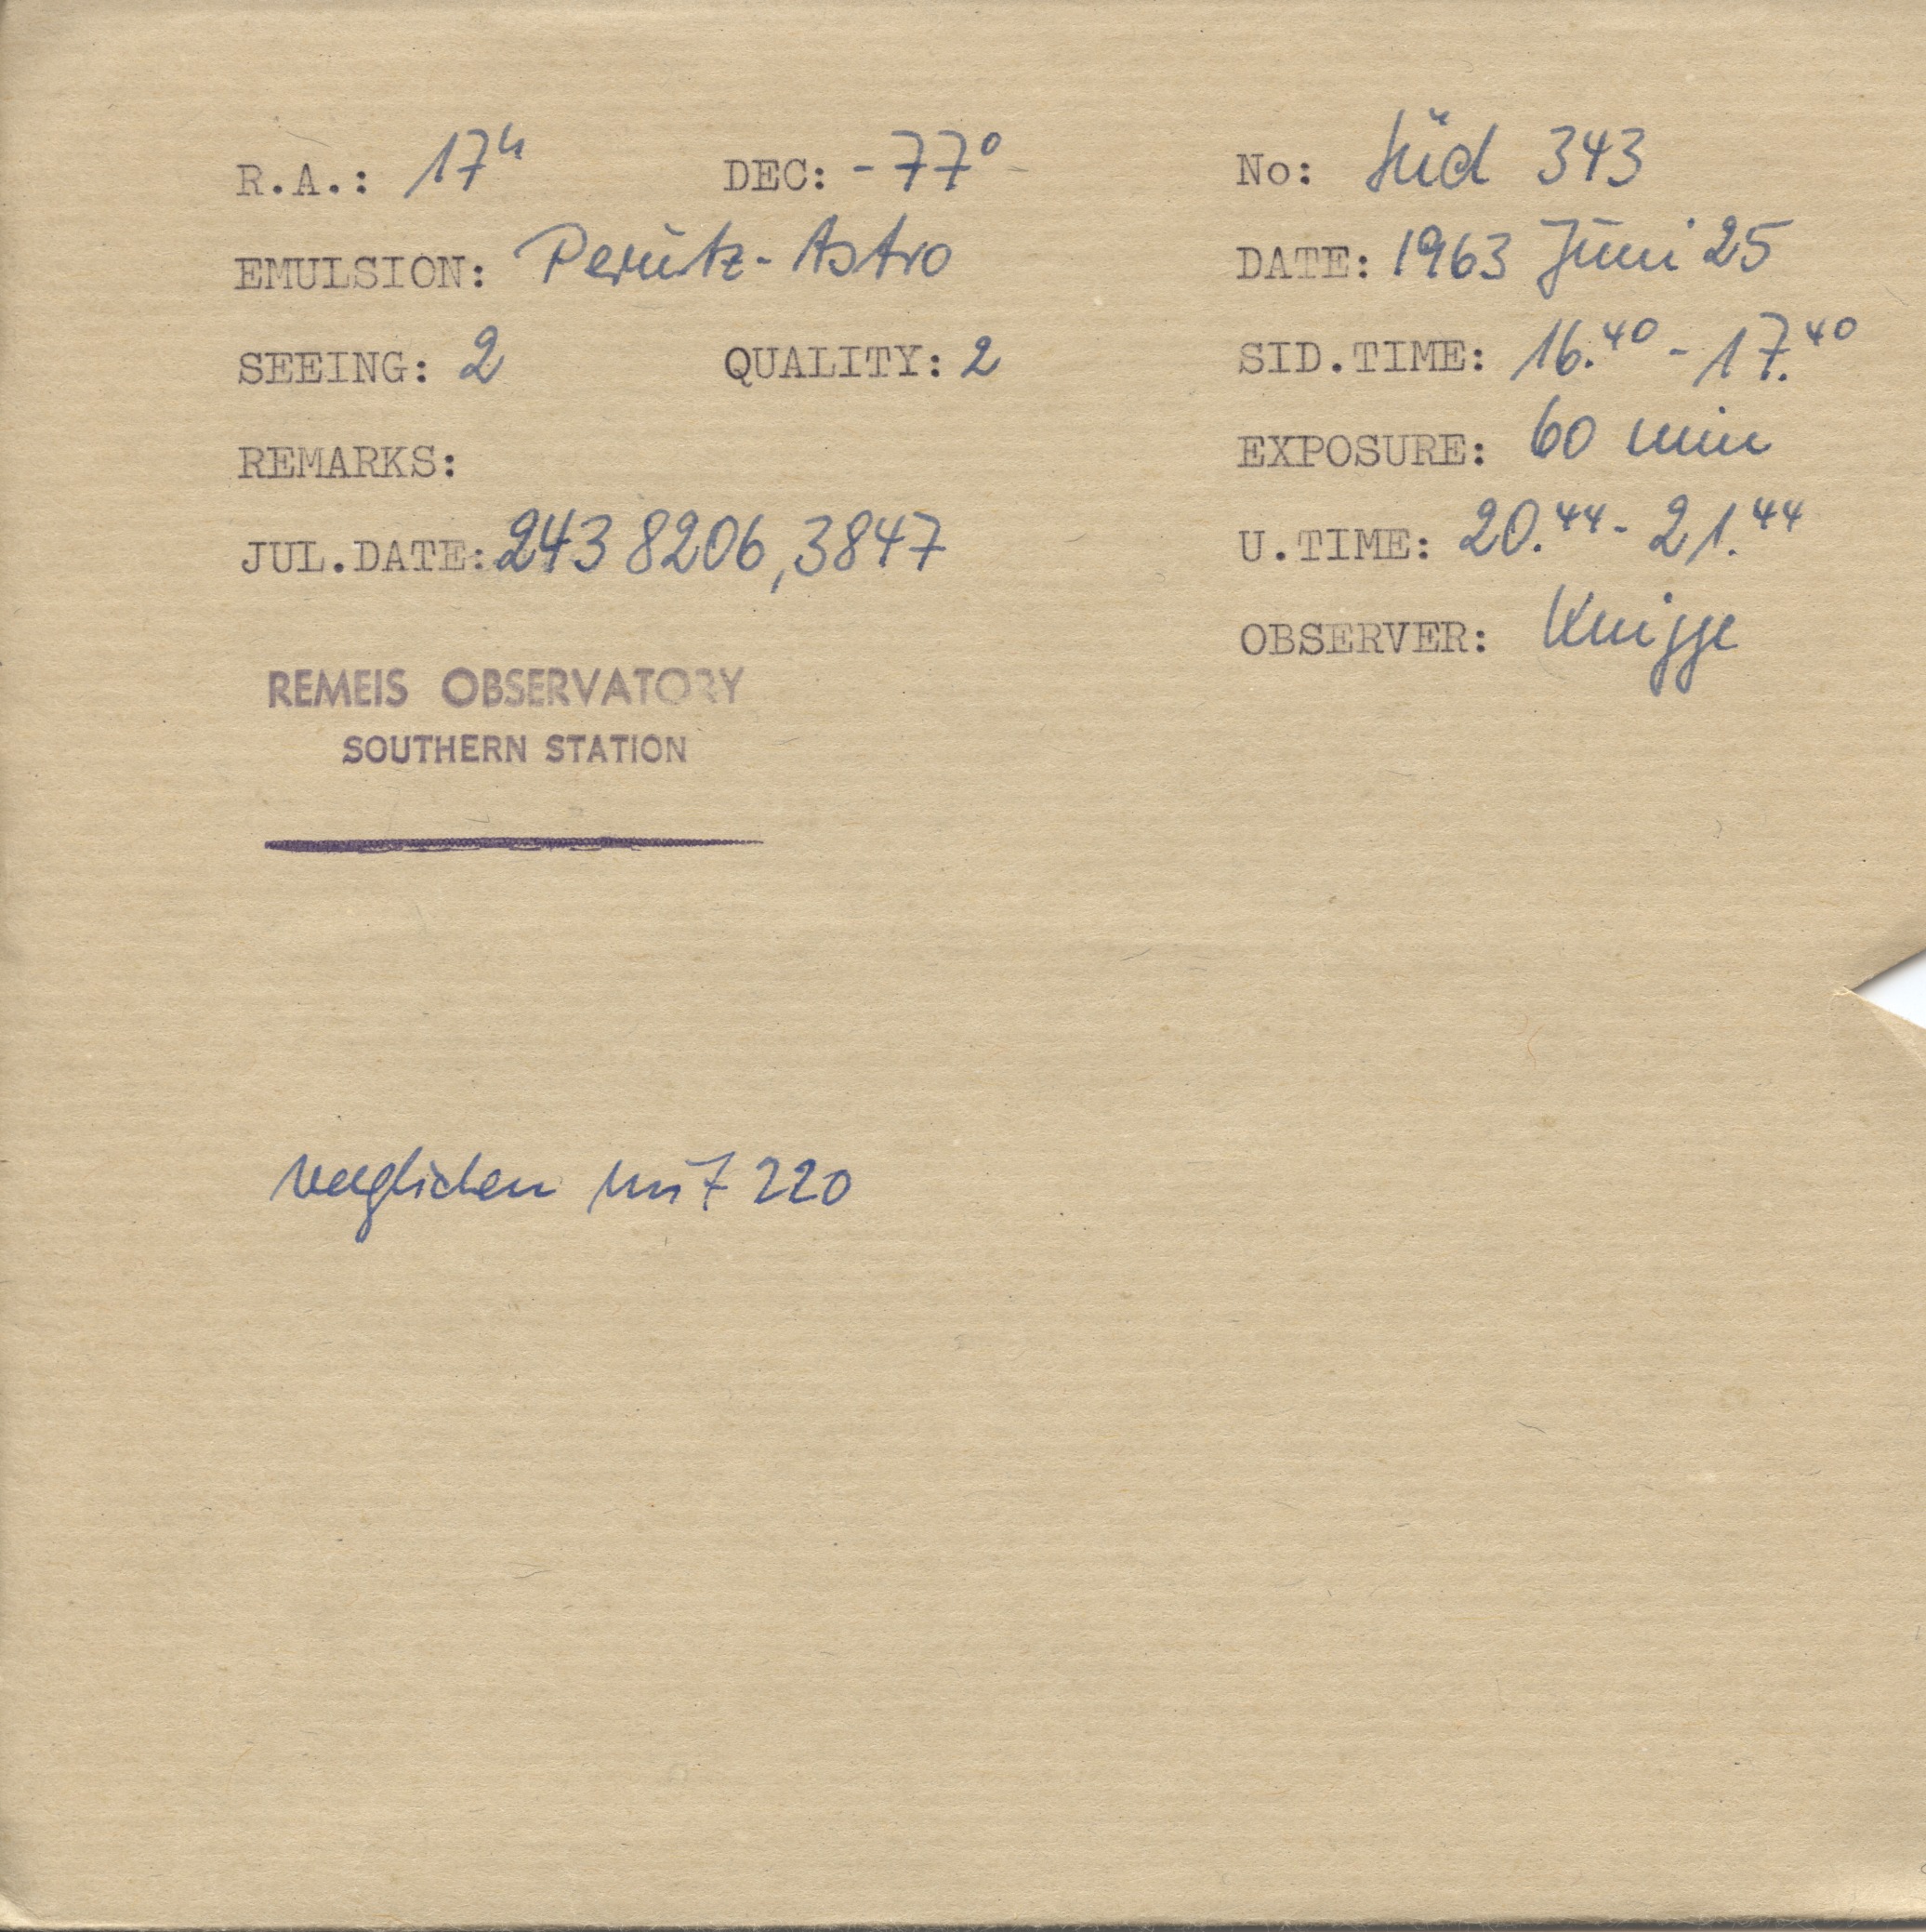 R.A.: 17h DEC: -77° No: Süd 343
EMULSION: Perutz-Astro DATE: 1963 Juni 25
SEEING: 2 QUALITY: 2 SID.TIME: 16.40 - 17.40
REMARKS: EXPOSURE: 60 min
JUL.DATE: 243 8206,3847 U.TIME: 20.44 - 21.44
OBSERVER: Knigge
REMEIS OBSERVATORY
SOUTHERN STATION
verglichen mit 220